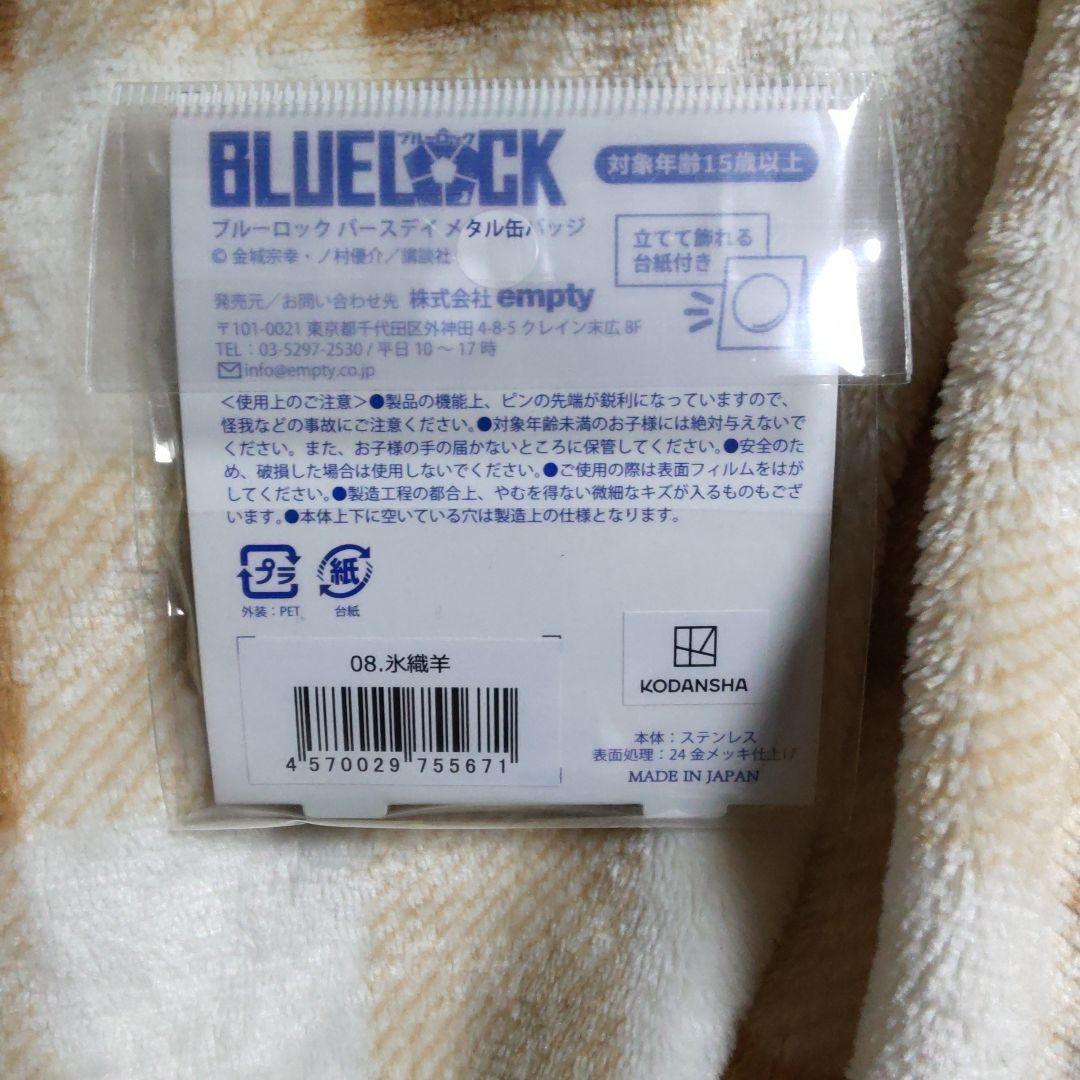 BLUELOCK
ブルーロック
対象年齢15歳以上
ブルーロック バースデイ メタル缶バッジ
© 金城宗幸・ノ村優介／講談社
立てて飾れる
台紙付き
発売元／お問い合わせ先 株式会社 empty
〒101-0021 東京都千代田区外神田 4-8-5 クレイン末広 8F
TEL：03-5297-2530 / 平日 10 ～ 17 時
info@empty.co.jp
＜使用上のご注意＞●製品の機能上、ピンの先端が鋭利になっていますので、
怪我などの事故にご注意ください。●対象年齢未満のお子様には絶対与えないで
ください。また、お子様の手の届かないところに保管してください。●安全のた
め、破損した場合は使用しないでください。●ご使用の際は表面フィルムをはが
してください。●製造工程の都合上、やむを得ない微細なキズが入るものもござ
います。●本体上下に空いている穴は製造上の仕様となります。
プラ
紙
外装：PET
台紙
08.氷織羊
4 570029 755671
KODANSHA
本体：ステンレス
表面処理：24 金メッキ仕上げ
MADE IN JAPAN